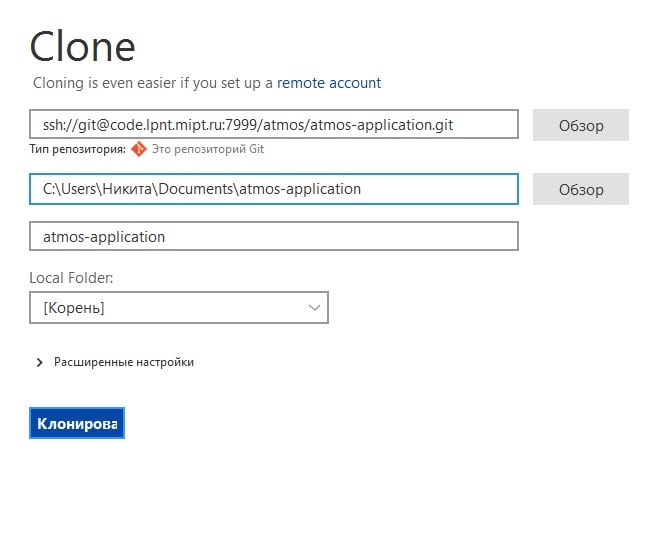 Clone
Cloning is even easier if you set up a remote account
ssh://git@code.lpnt.mipt.ru:7999/atmos/atmos-application.git
Обзор
Тип репозитория: Это репозиторий Git
C:\Users\Никита\Documents\atmos-application
Обзор
atmos-application
Local Folder:
[Корень]
Расширенные настройки
Клонирова